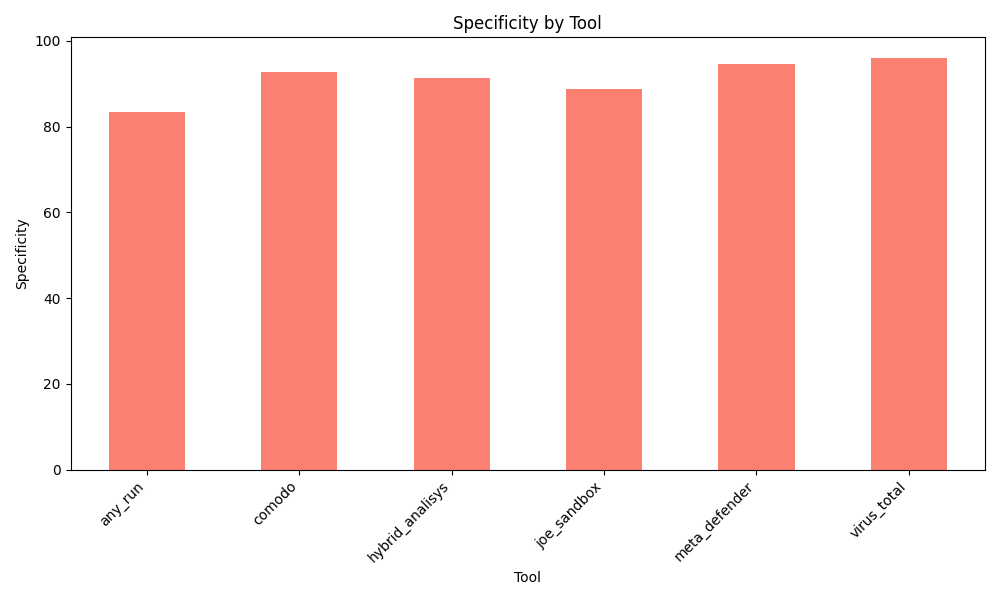 Specificity by Tool
100
80
60
40
20
0
Specificity
any_run
comodo
hybrid_analisys
joe_sandbox
meta_defender
virus_total
Tool